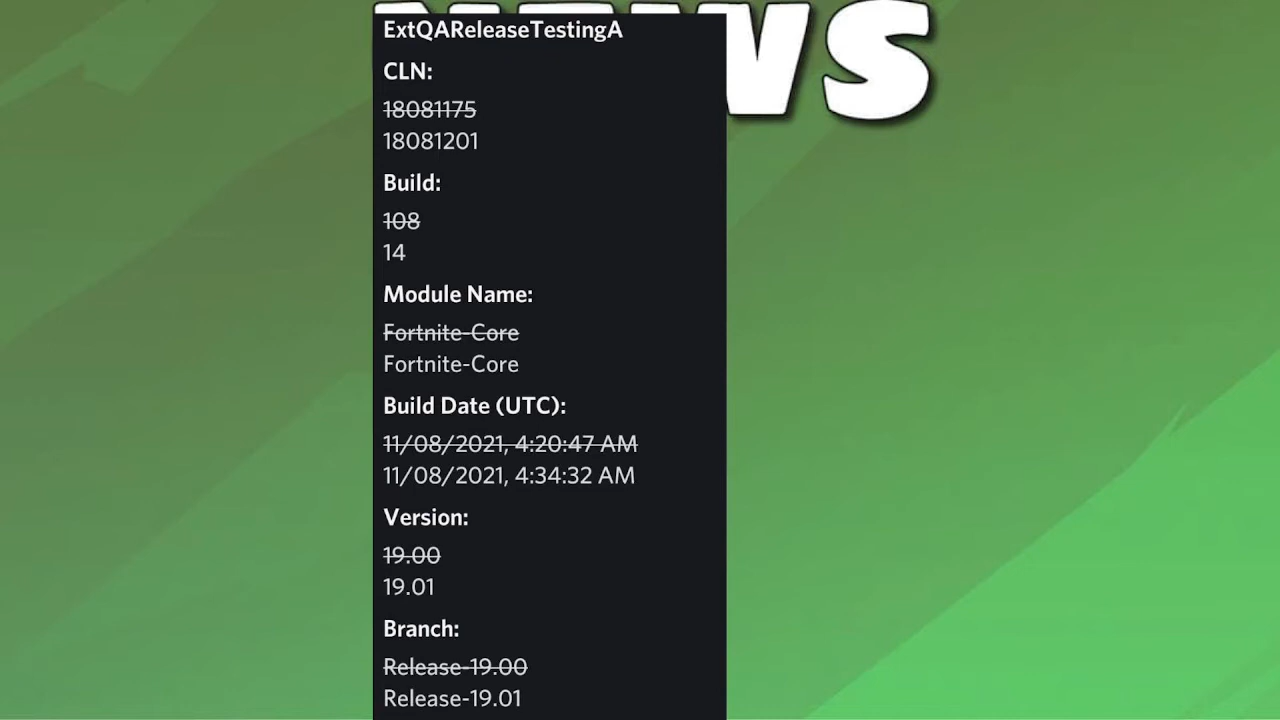 NEWS
ExtQAReleaseTestingA
CLN:
18081175
18081201
Build:
108
14
Module Name:
Fortnite-Core
Fortnite-Core
Build Date (UTC):
11/08/2021, 4:20:47 AM
11/08/2021, 4:34:32 AM
Version:
19.00
19.01
Branch:
Release-19.00
Release-19.01